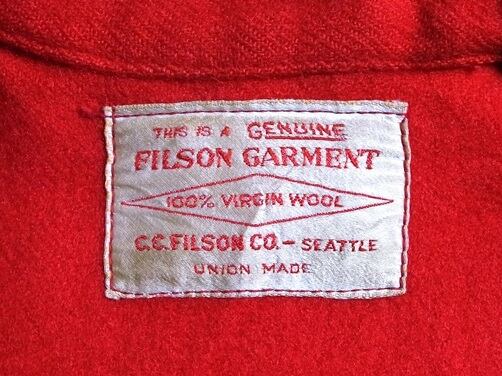 THIS IS A GENUINE
FILSON GARMENT
100% VIRGIN WOOL
C.C. FILSON CO. - SEATTLE
UNION MADE